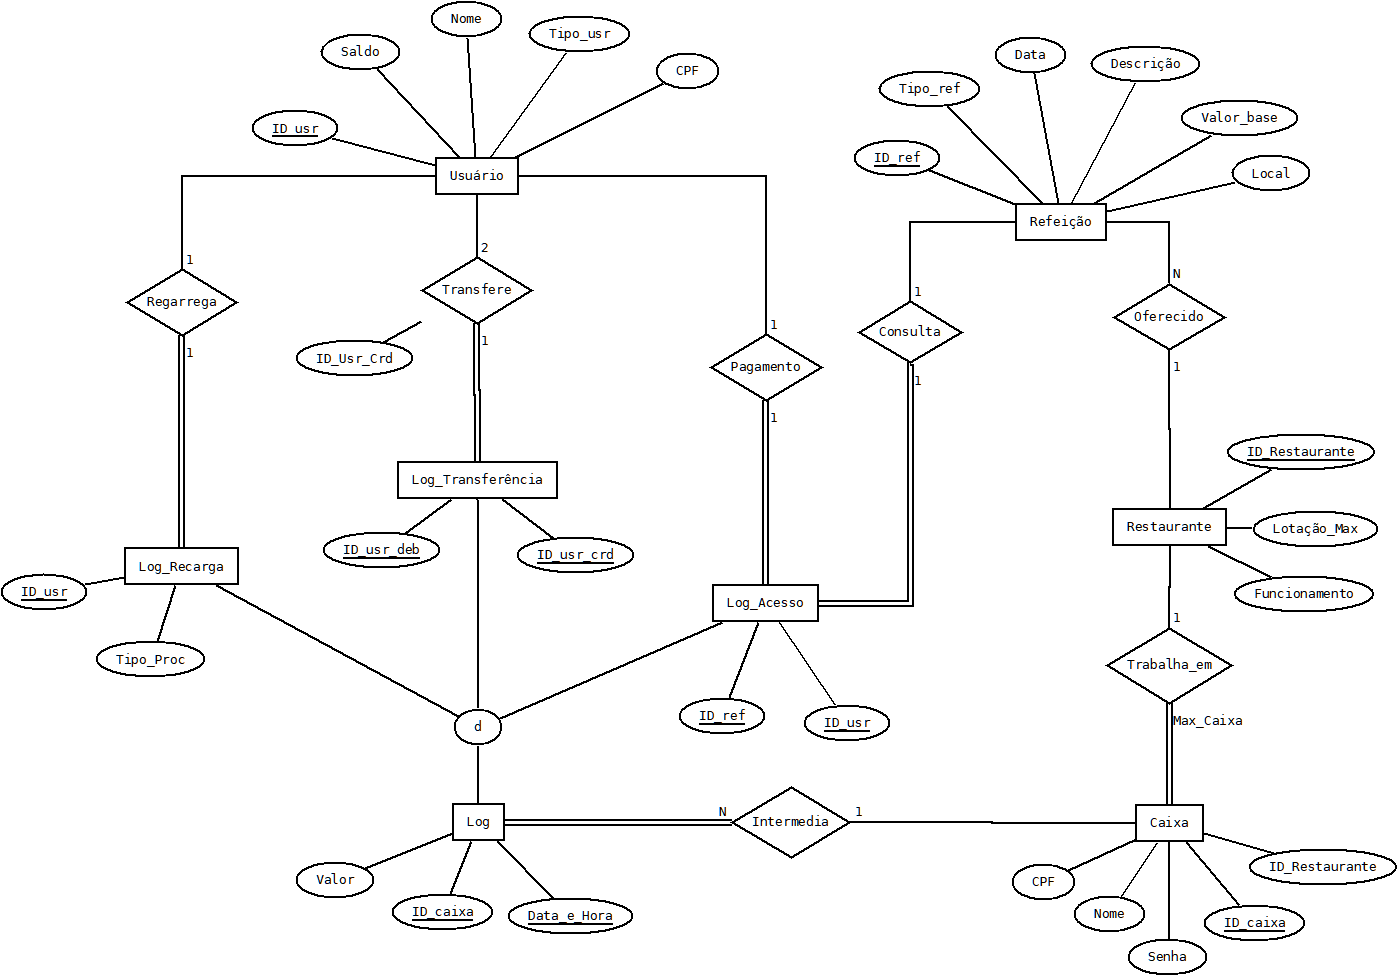 Nome
Tipo_usr
Saldo
CPF
ID_usr
Usuário
Data
Descrição
Tipo_ref
Valor_base
ID_ref
Local
Refeição
1
Regarrega
1
2
Transfere
1
ID_Usr_Crd
1
Pagamento
1
1
Consulta
1
N
Oferecido
1
Log_Transferência
ID_usr_deb
ID_usr_crd
Log_Recarga
ID_usr
Tipo_Proc
Log_Acesso
ID_ref
ID_usr
ID_Restaurante
Restaurante
Lotação_Max
Funcionamento
1
Trabalha_em
Max_Caixa
d
Log
N
Intermedia
1
Caixa
Valor
ID_caixa
Data_e_Hora
CPF
Nome
Senha
ID_caixa
ID_Restaurante